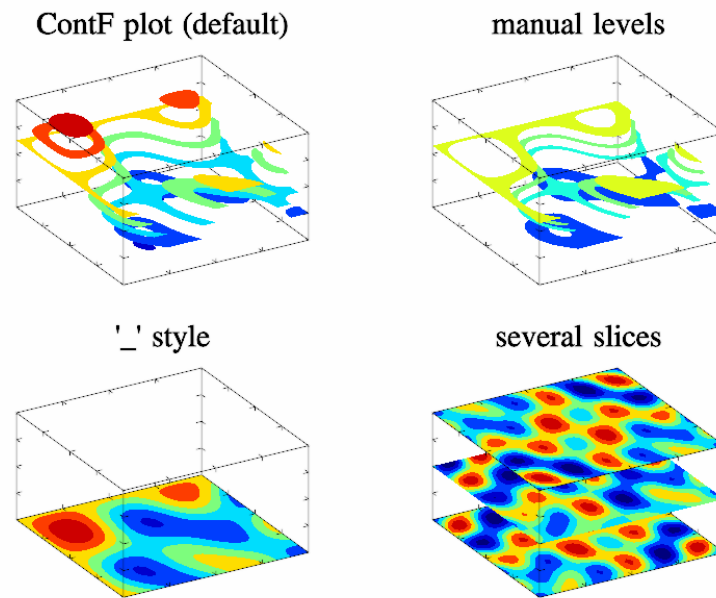 ContF plot (default)
manual levels
'_' style
several slices